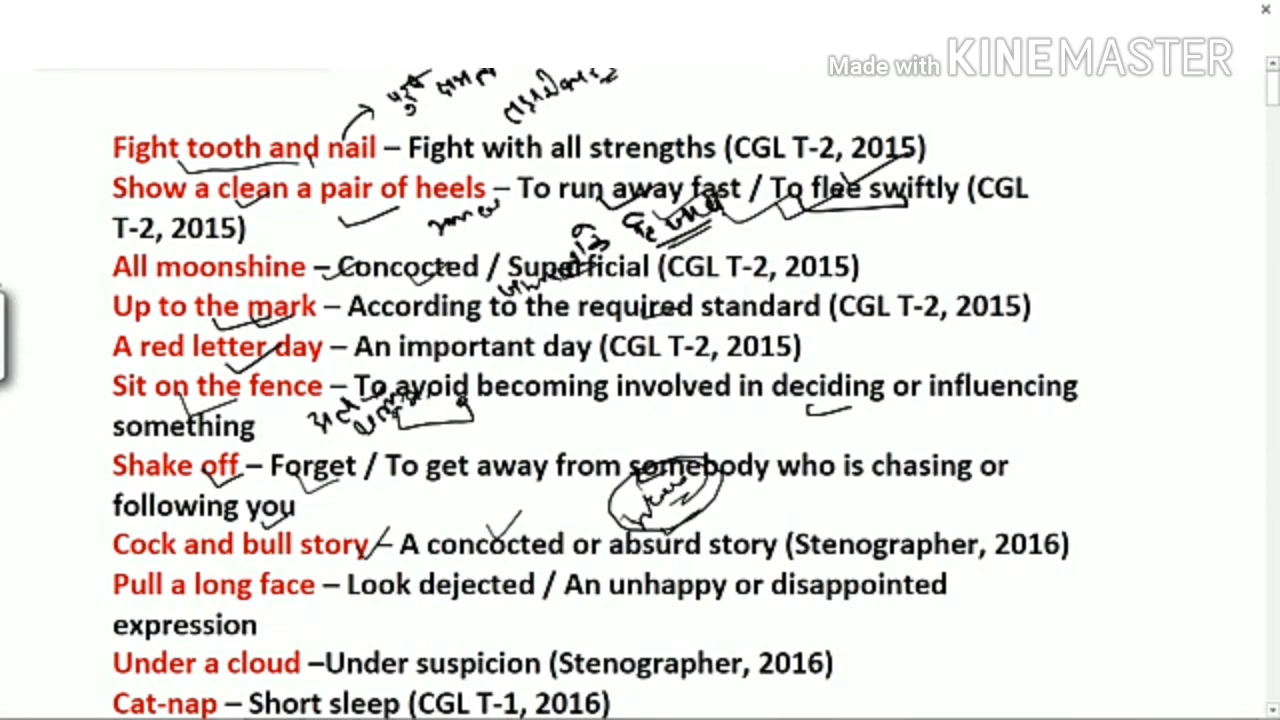 Made with KINEMASTER
Fight tooth and nail – Fight with all strengths (CGL T-2, 2015)
Show a clean a pair of heels – To run away fast / To flee swiftly (CGL
T-2, 2015)
All moonshine – Concocted / Superficial (CGL T-2, 2015)
Up to the mark – According to the required standard (CGL T-2, 2015)
A red letter day – An important day (CGL T-2, 2015)
Sit on the fence – To avoid becoming involved in deciding or influencing
something
Shake off – Forget / To get away from somebody who is chasing or
following you
Cock and bull story – A concocted or absurd story (Stenographer, 2016)
Pull a long face – Look dejected / An unhappy or disappointed
expression
Under a cloud –Under suspicion (Stenographer, 2016)
Cat-nap – Short sleep (CGL T-1, 2016)